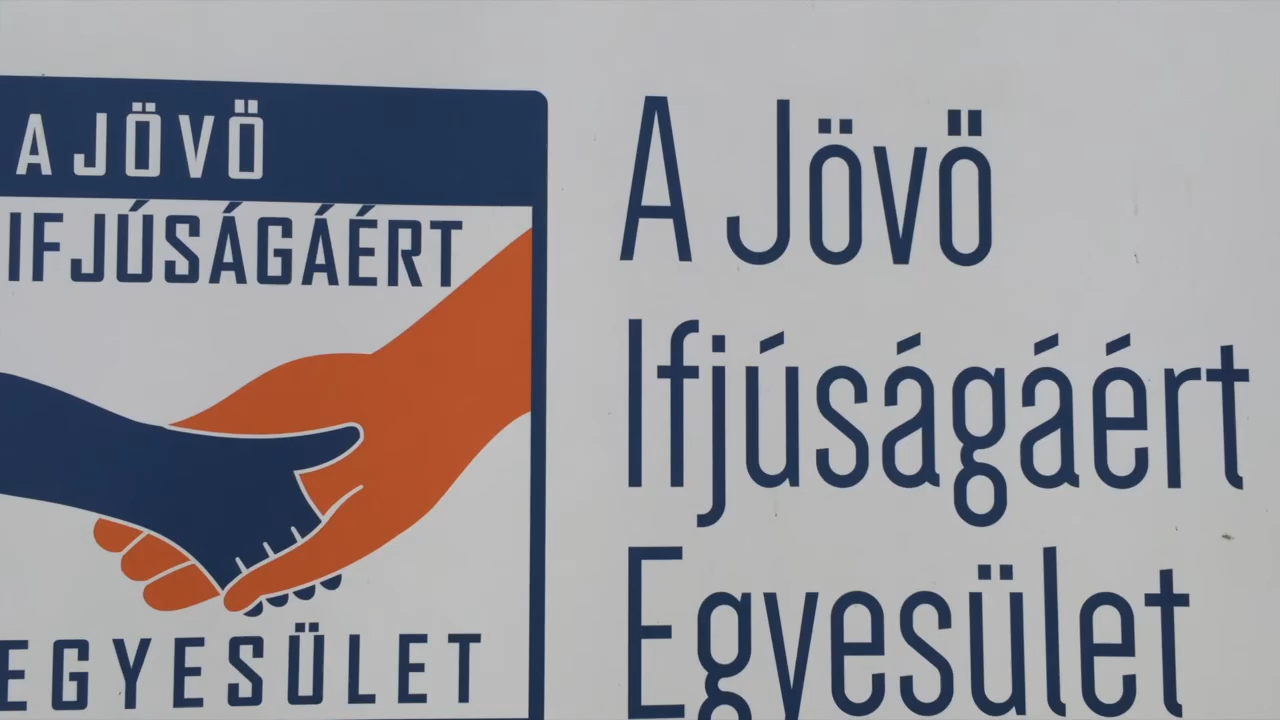 A JÖVŐ
IFJÚSÁGÁÉRT
EGYESÜLET
A Jövő
Ifjúságáért
Egyesület